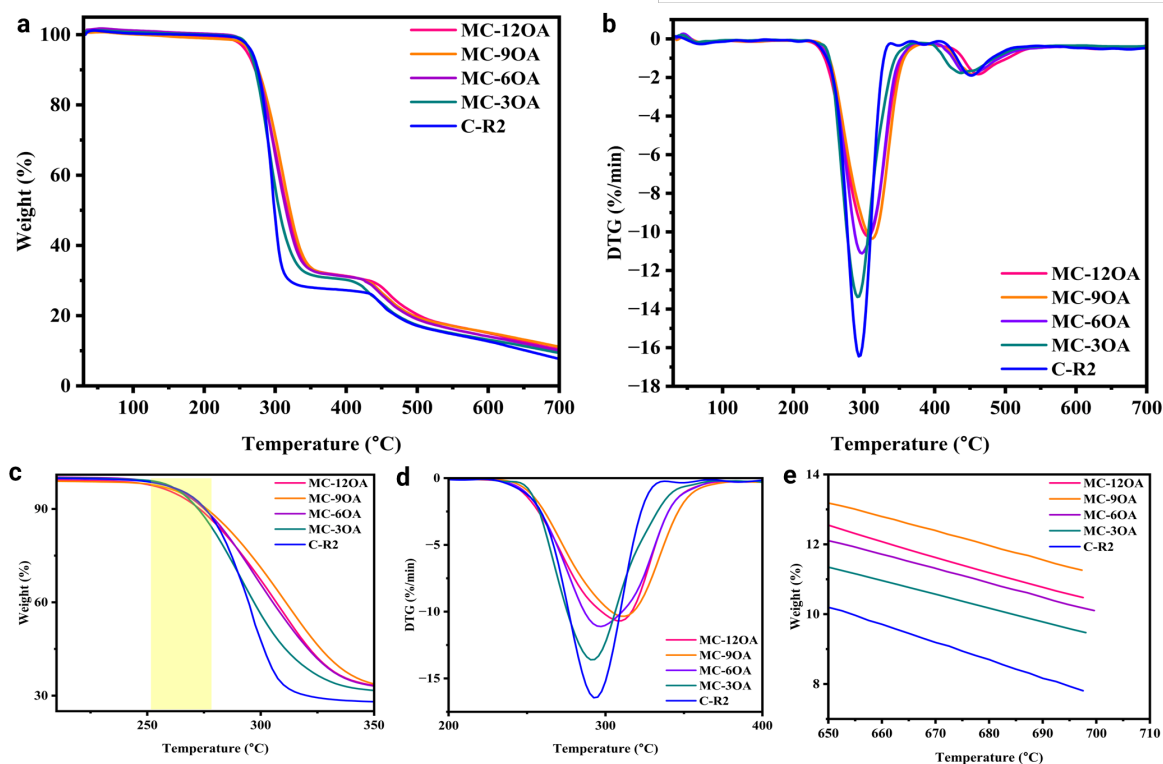 a
MC-12OA
MC-9OA
MC-6OA
MC-3OA
C-R2
100
80
60
40
20
0
Weight (%)
100 200 300 400 500 600 700
Temperature (°C)
b
0
−2
−4
−6
−8
−10
−12
−14
−16
−18
DTG (%/min)
MC-12OA
MC-9OA
MC-6OA
MC-3OA
C-R2
100 200 300 400 500 600 700
Temperature (°C)
c
MC-12OA
MC-9OA
MC-6OA
MC-3OA
C-R2
90
60
30
Weight (%)
250 300 350
Temperature (°C)
d
0
−5
−10
−15
DTG (%/min)
MC-12OA
MC-9OA
MC-6OA
MC-3OA
C-R2
200 300 400
Temperature (°C)
e
MC-12OA
MC-9OA
MC-6OA
MC-3OA
C-R2
14
12
10
8
Weight (%)
650 660 670 680 690 700 710
Temperature (°C)